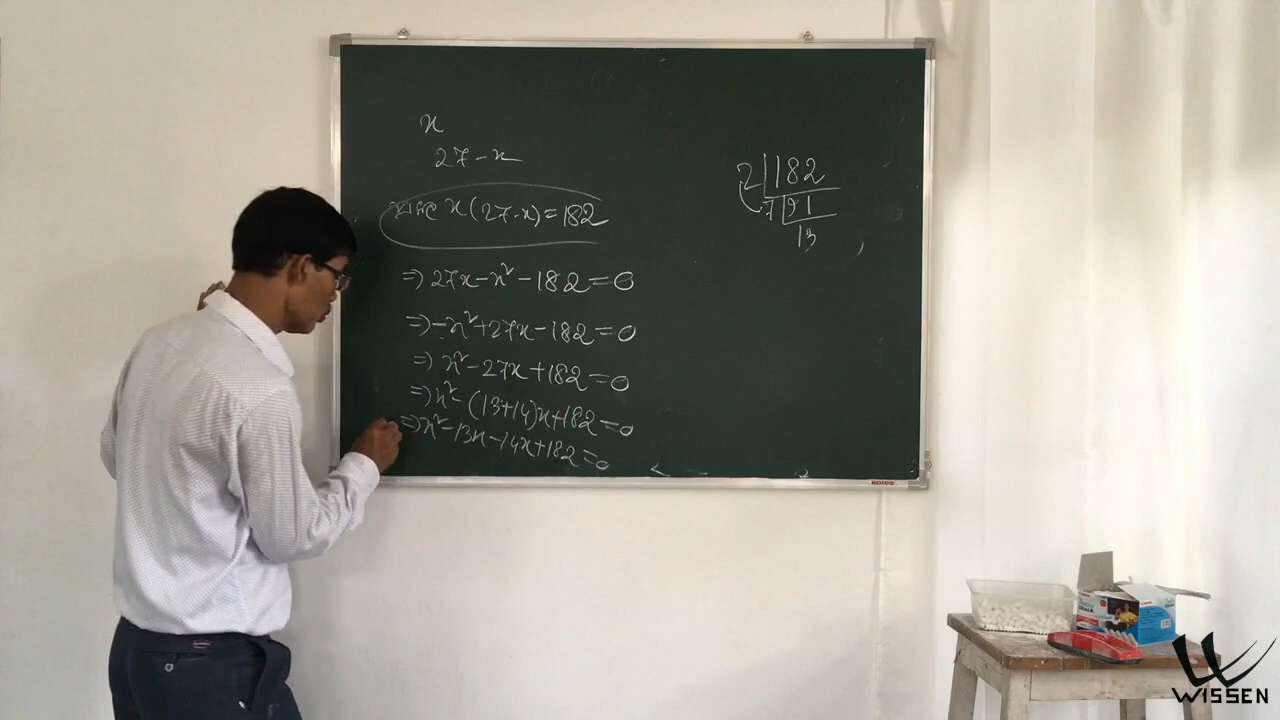 x
27 - x
x(27-x) = 182
⇒ 27x - x² - 182 = 0
⇒ -x² + 27x - 182 = 0
⇒ x² - 27x + 182 = 0
⇒ x² - (13+14)x + 182 = 0
⇒ x² - 13x - 14x + 182 = 0
2 | 182
7 | 91
13
KORES
WISSEN